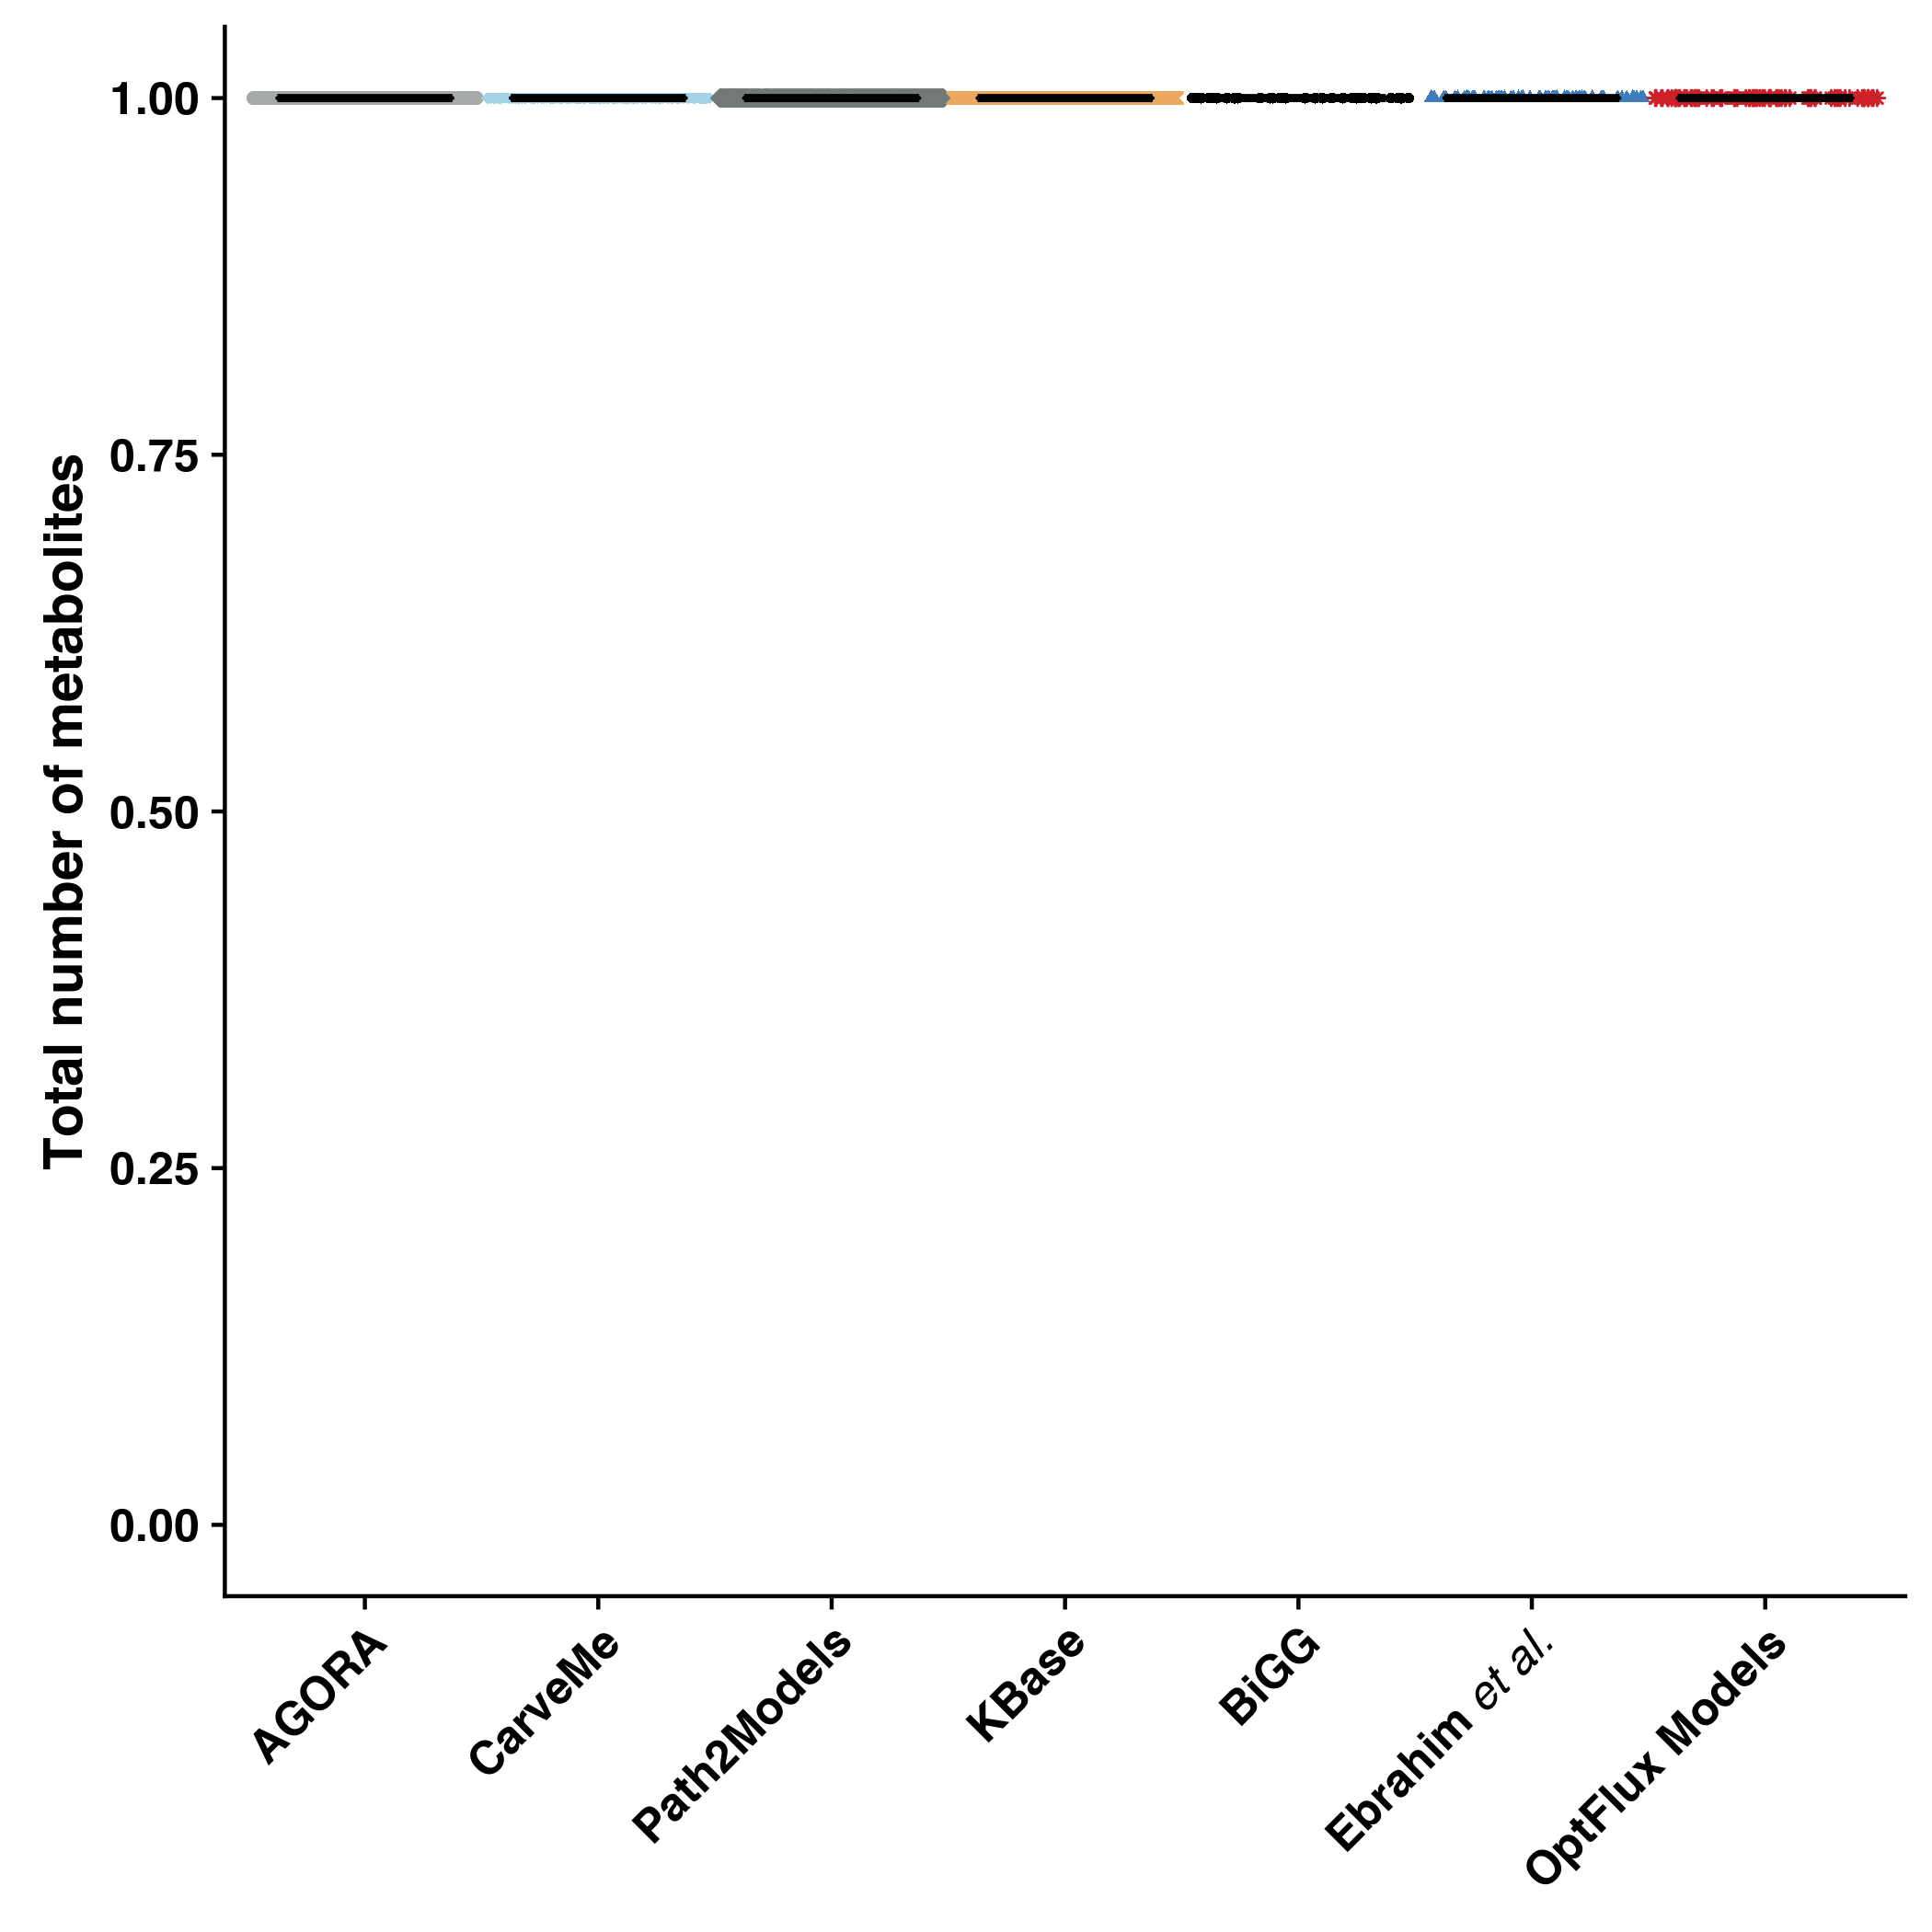 Total number of metabolites
1.00
0.75
0.50
0.25
0.00
AGORA
CarveMe
Path2Models
KBase
BiGG
Ebrahim et al.
OptFlux Models